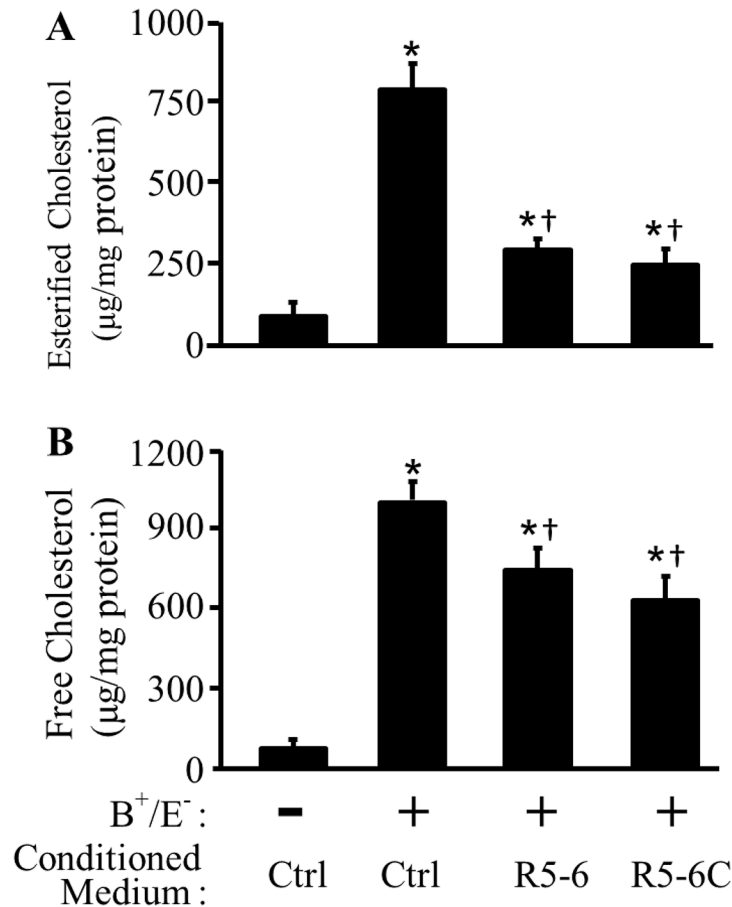 A
Esterified Cholesterol
(µg/mg protein)
1000
750
500
250
0
*
*†
*†
B
Free Cholesterol
(µg/mg protein)
1200
900
600
300
0
*
*†
*†
B⁺/E⁻: - + + +
Conditioned
Medium: Ctrl Ctrl R5-6 R5-6C